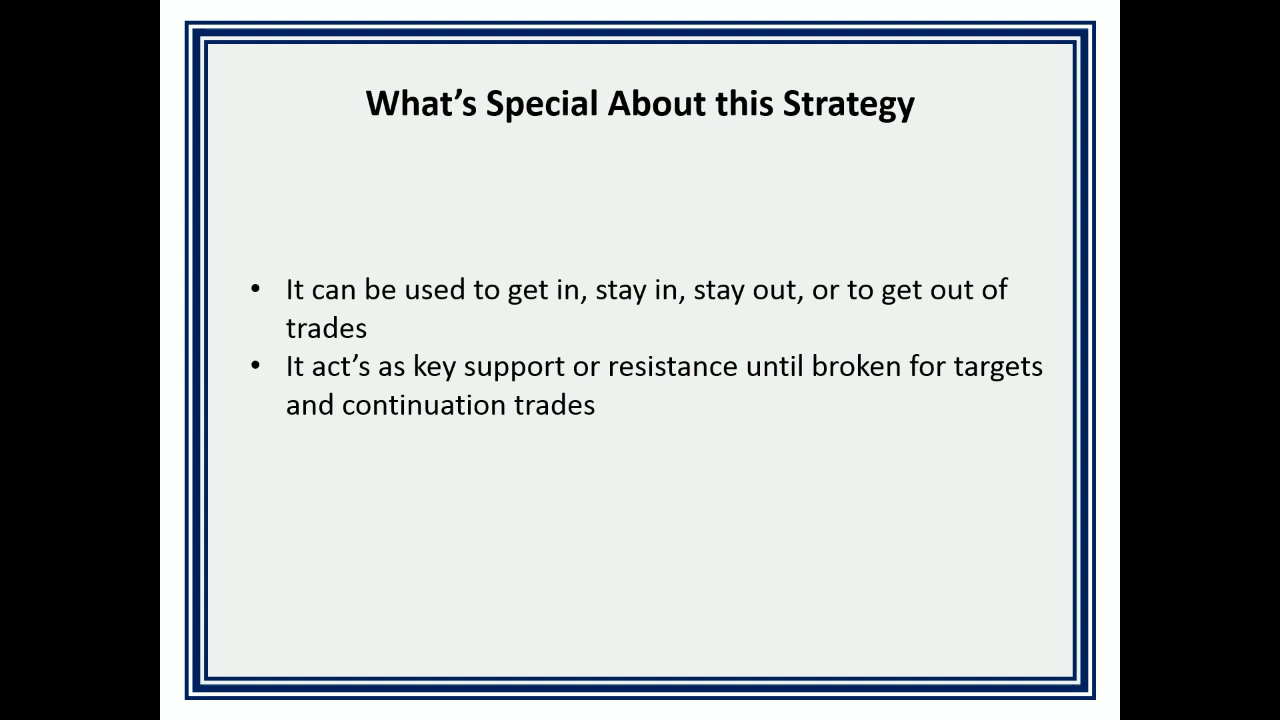 What’s Special About this Strategy
• It can be used to get in, stay in, stay out, or to get out of
trades
• It act’s as key support or resistance until broken for targets
and continuation trades